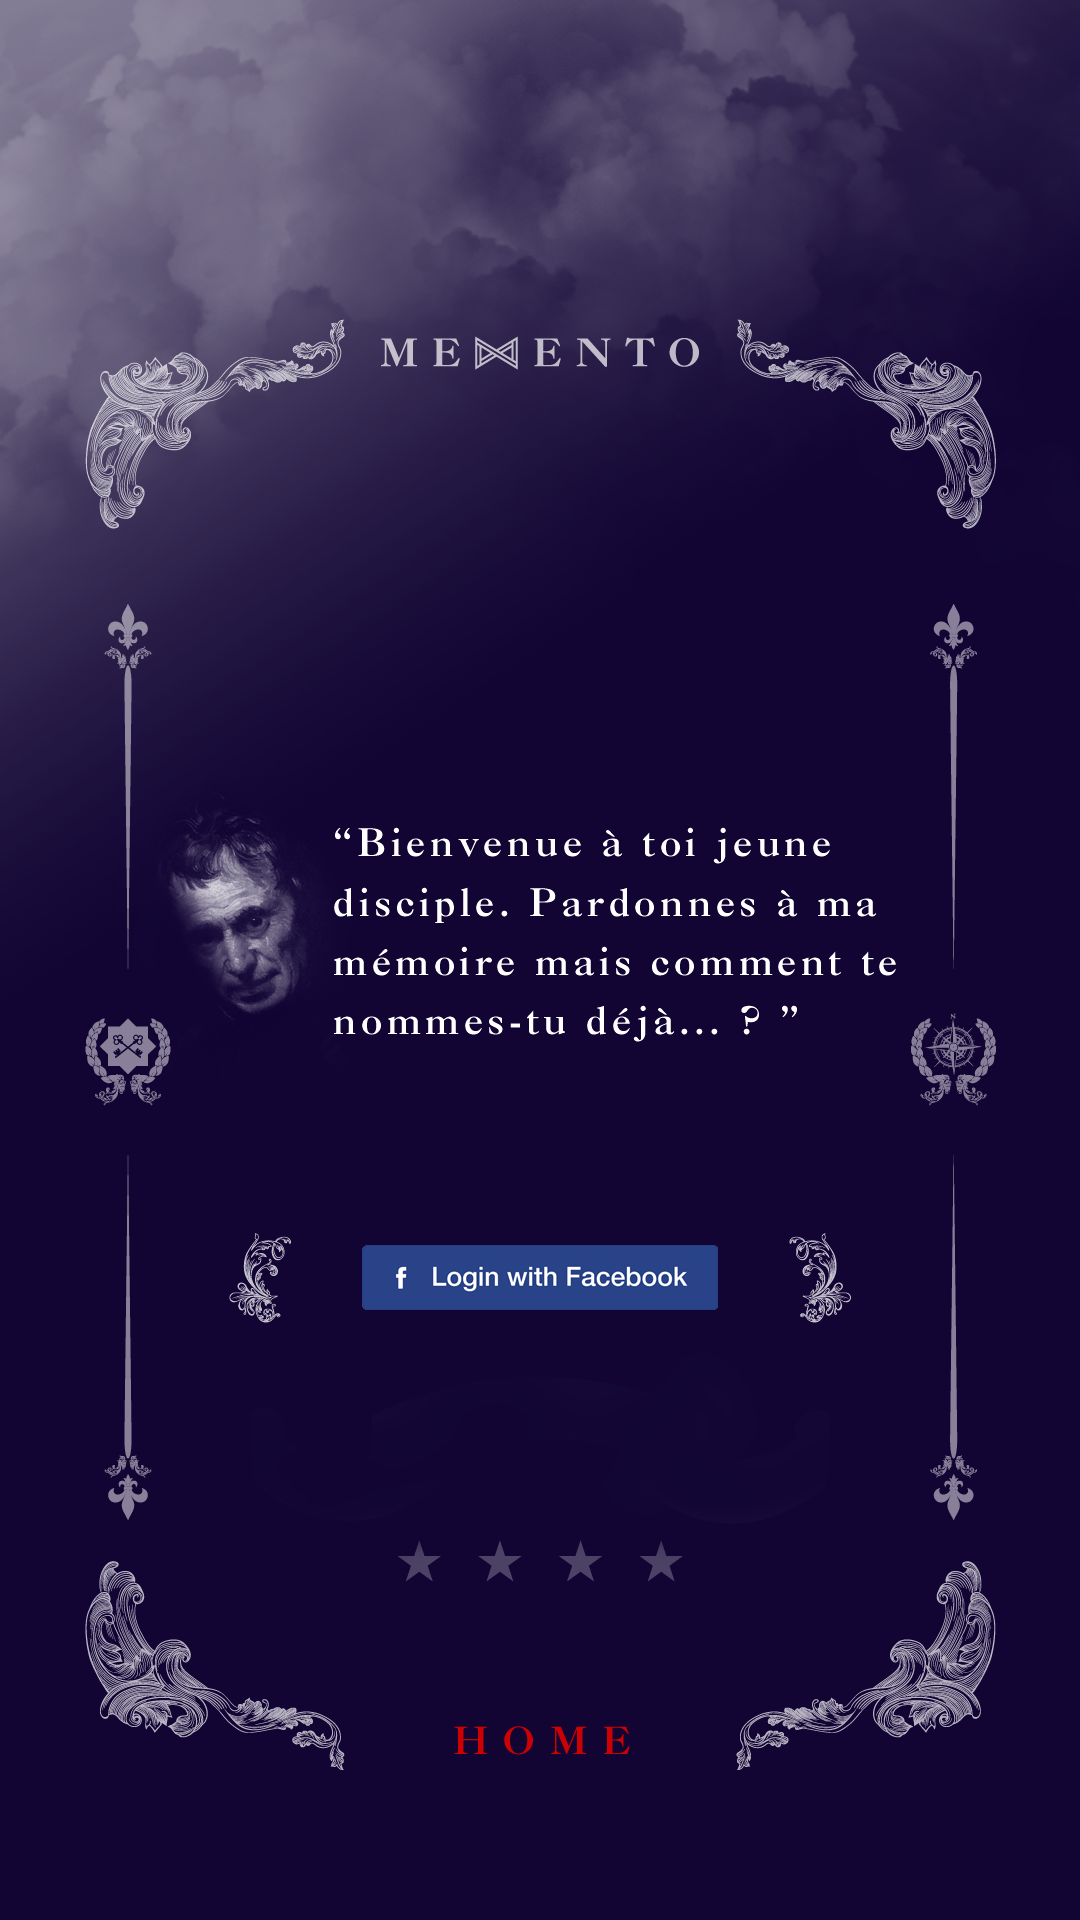 MEMENTO
“Bienvenue à toi jeune
disciple. Pardonnes à ma
mémoire mais comment te
nommes-tu déjà... ? ”
N
f Login with Facebook
HOME